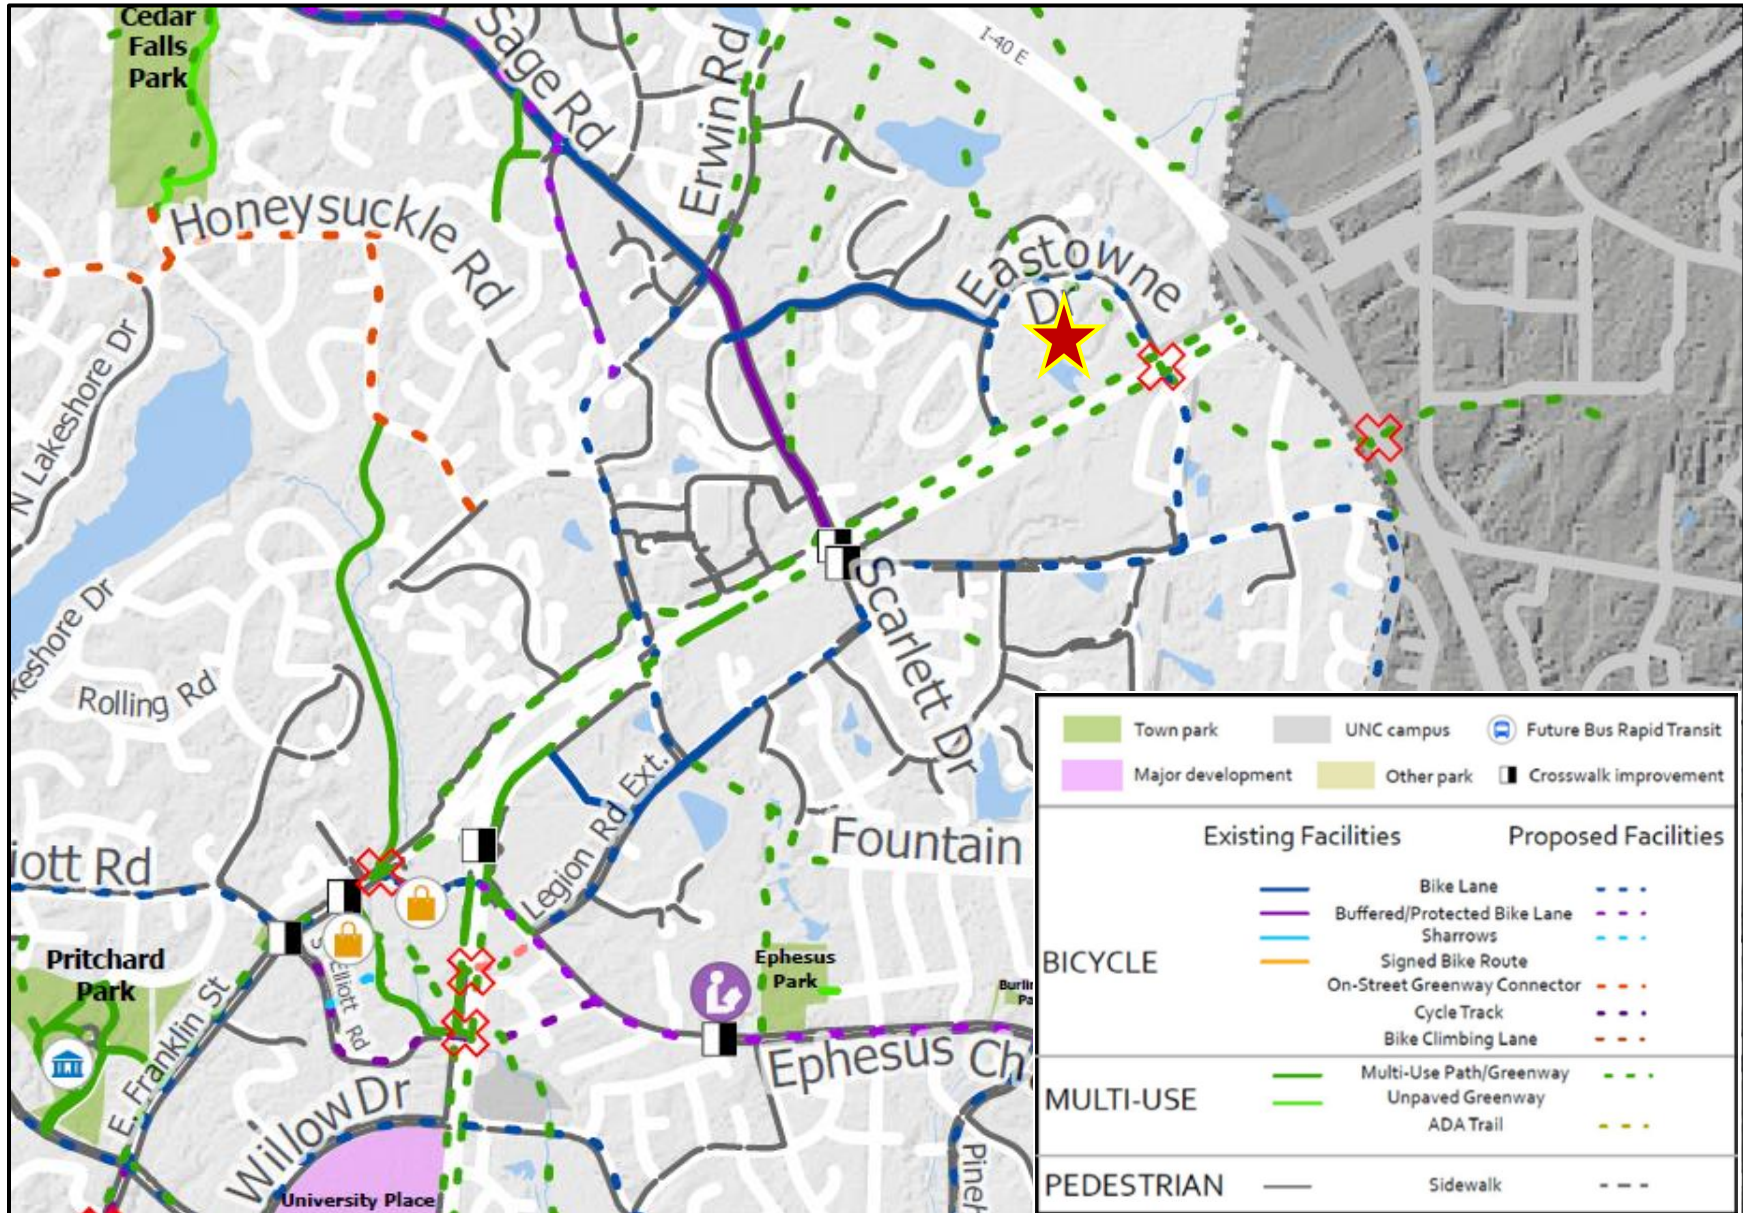 Cedar
Falls
Park
Sage Rd
Erwin Rd
I-40 E
Honeysuckle Rd
Eastowne
Dr
N Lakeshore Dr
keshore Dr
Rolling Rd
Scarlett Dr
Legion Rd Ext.
Fountain
iott Rd
Pritchard
Park
S Elliott Rd
E. Franklin St
Ephesus
Park
Ephesus Ch
Willow Dr
University Place
Town park
UNC campus
Future Bus Rapid Transit
Major development
Other park
Crosswalk improvement
Existing Facilities
Proposed Facilities
BICYCLE
Bike Lane
Buffered/Protected Bike Lane
Sharrows
Signed Bike Route
On-Street Greenway Connector
Cycle Track
Bike Climbing Lane
MULTI-USE
Multi-Use Path/Greenway
Unpaved Greenway
ADA Trail
PEDESTRIAN
Sidewalk